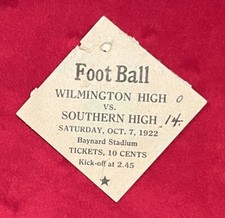 Foot Ball
WILMINGTON HIGH 0
VS.
SOUTHERN HIGH 14.
SATURDAY, OCT. 7, 1922
Baynard Stadium
TICKETS, 10 CENTS
Kick-off at 2.45